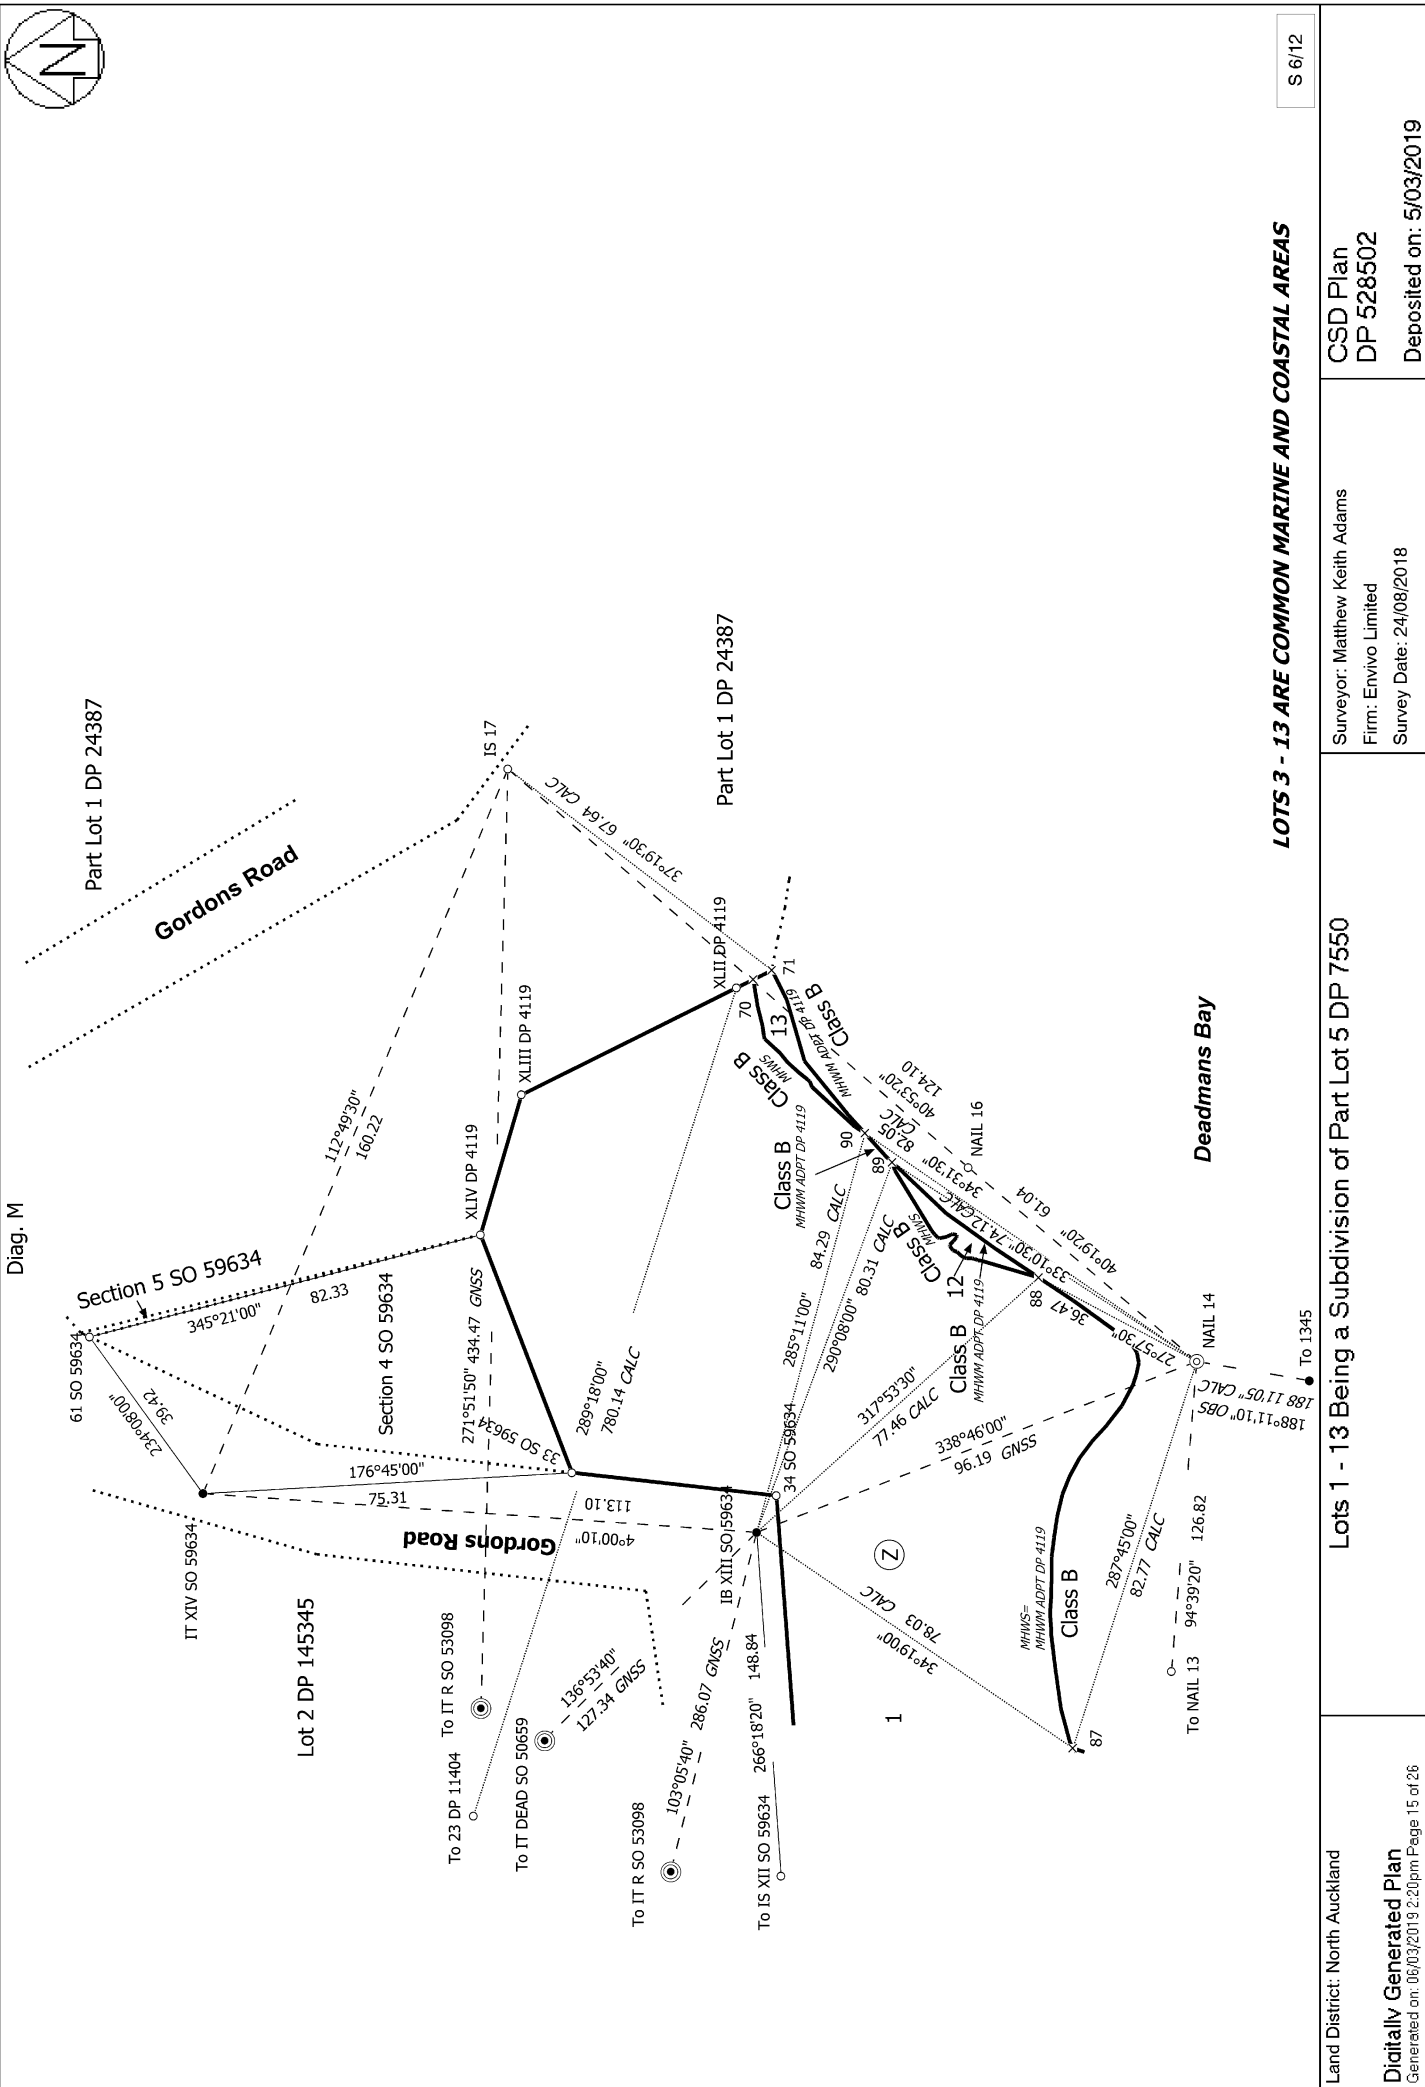 Diag. M
N
Part Lot 1 DP 24387
Gordons Road
Section 5 SO 59634
61 SO 59634
345°21'00"
82.33
234°08'00"
39.42
Section 4 SO 59634
IT XIV SO 59634
112°49'30"
160.22
176°45'00"
75.31
XLIV DP 4119
XLIII DP 4119
IS 17
Lot 2 DP 145345
Gordons Road
4°00'10"
113.10
33 SO 59634
271°51'50" 434.47 GNSS
To IT R SO 53098
To 23 DP 11404
To IT DEAD SO 50659
136°53'40"
127.34 GNSS
289°18'00"
780.14 CALC
XLII DP 4119
Part Lot 1 DP 24387
37°19'30" 67.64 CALC
70
71
13
Class B
MHWS
MHWM ADPT DP 4119
Class B
To IT R SO 53098
103°05'40" 286.07 GNSS
IB XIII SO 59634
34 SO 59634
To IS XII SO 59634 266°18'20" 148.84
285°11'00" 84.29 CALC
290°08'00" 80.31 CALC
Class B
MHWM ADPT DP 4119
90
89
82.05
CALC
34°31'30"
40°53'20"
124.10
NAIL 16
317°53'30"
77.46 CALC
Class B
MHWS
12
Class B
MHWM ADPT DP 4119
33°10'30" 74.12 CALC
88
36.47
27°57'30"
40°19'20" 61.04
338°46'00"
96.19 GNSS
Z
1
34°19'00" 78.03 CALC
MHWS=
MHWM ADPT DP 4119
Class B
87
287°45'00"
82.77 CALC
To NAIL 13 94°39'20" 126.82
NAIL 14
188°11'10" OBS
188 11'05" CALC
To 1345
Deadmans Bay
LOTS 3 - 13 ARE COMMON MARINE AND COASTAL AREAS
S 6/12
Land District: North Auckland
Digitally Generated Plan
Generated on: 06/03/2019 2:20pm Page 15 of 26
Lots 1 - 13 Being a Subdivision of Part Lot 5 DP 7550
Surveyor: Matthew Keith Adams
Firm: Envivo Limited
Survey Date: 24/08/2018
CSD Plan
DP 528502
Deposited on: 5/03/2019